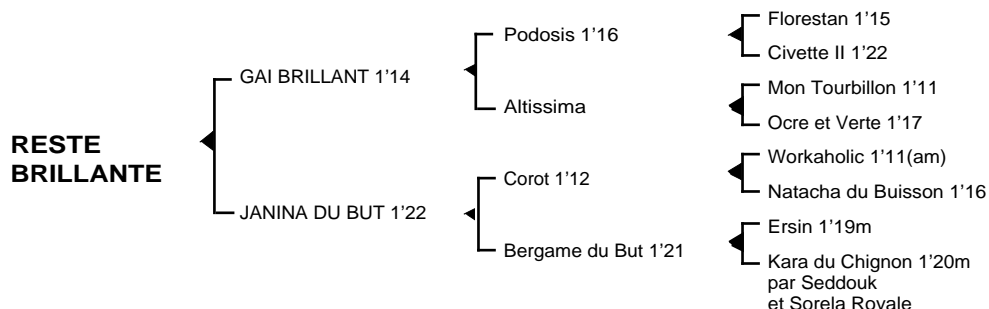 RESTE
BRILLANTE
GAI BRILLANT 1’14
JANINA DU BUT 1’22
Podosis 1’16
Altissima
Corot 1’12
Bergame du But 1’21
Florestan 1’15
Civette II 1’22
Mon Tourbillon 1’11
Ocre et Verte 1’17
Workaholic 1’11(am)
Natacha du Buisson 1’16
Ersin 1’19m
Kara du Chignon 1’20m
par Seddouk
et Sorela Royale